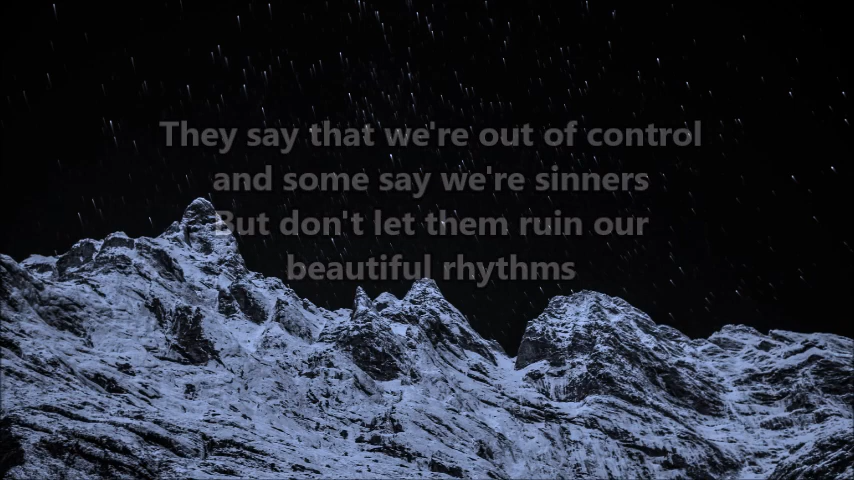 They say that we're out of control
and some say we're sinners
But don't let them ruin our
beautiful rhythms